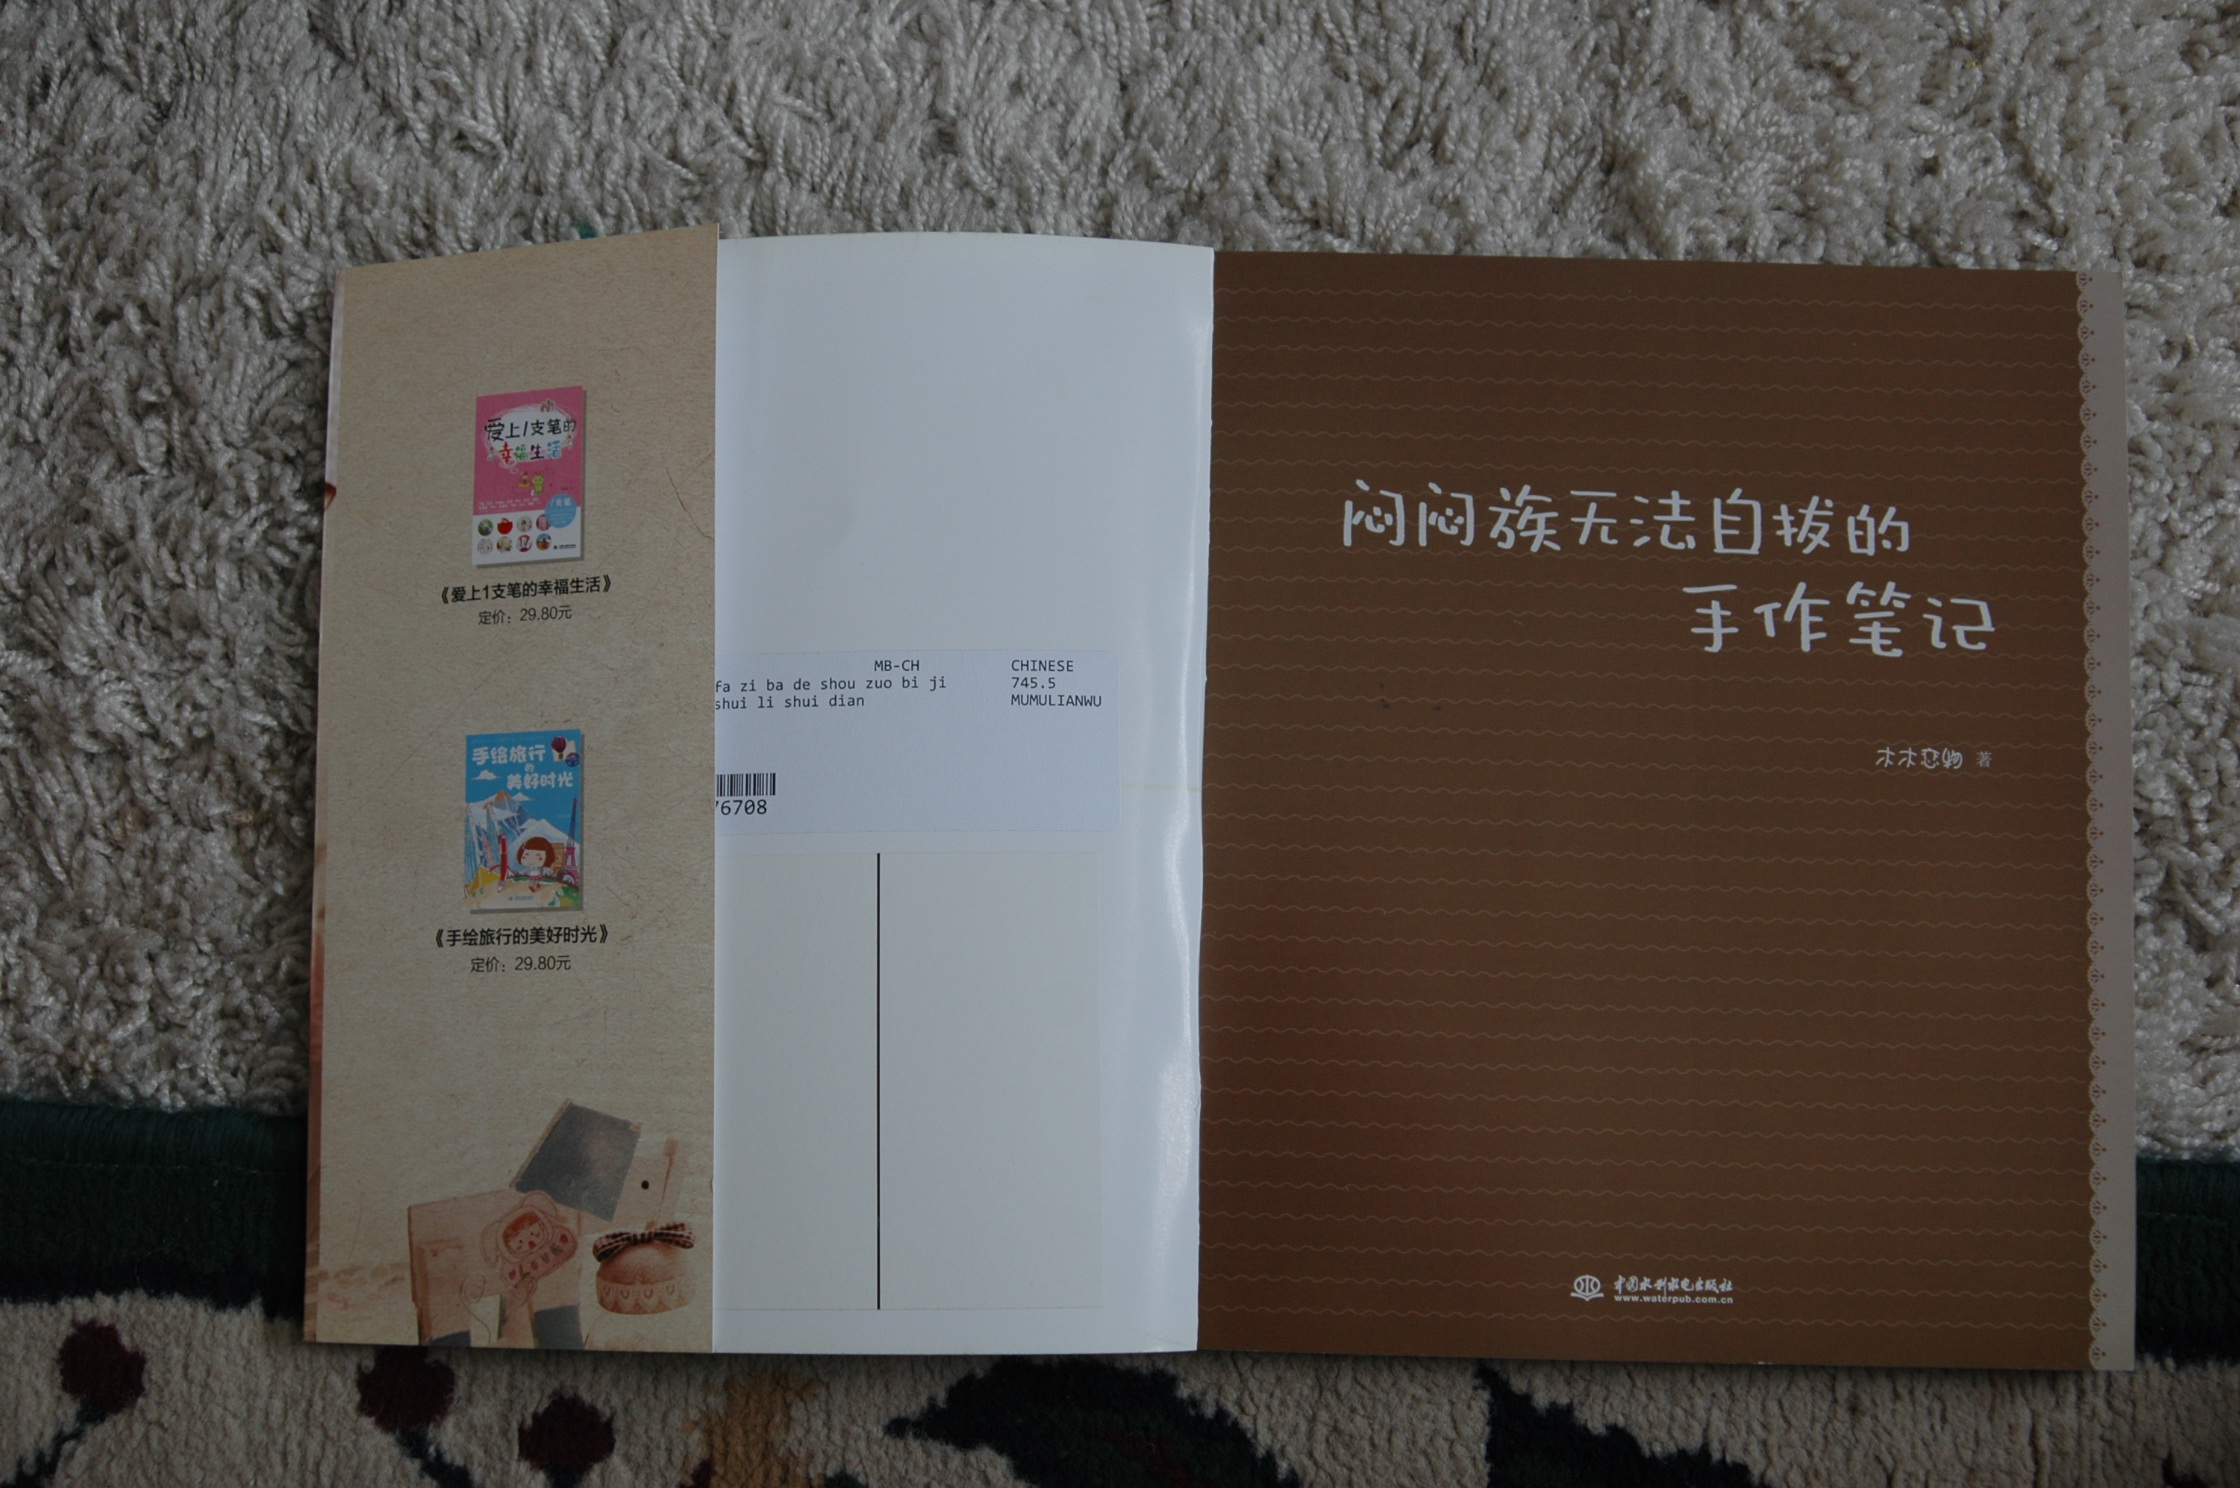 爱上1支笔的
幸福生活
《爱上1支笔的幸福生活》
定价：29.80元
手绘旅行
的
美好时光
《手绘旅行的美好时光》
定价：29.80元
LOVE
MB-CH
fa zi ba de shou zuo bi ji
shui li shui dian
CHINESE
745.5
MUMULIANWU
76708
闷闷族无法自拔的
手作笔记
木木恋物 著
中国水利水电出版社
www.waterpub.com.cn